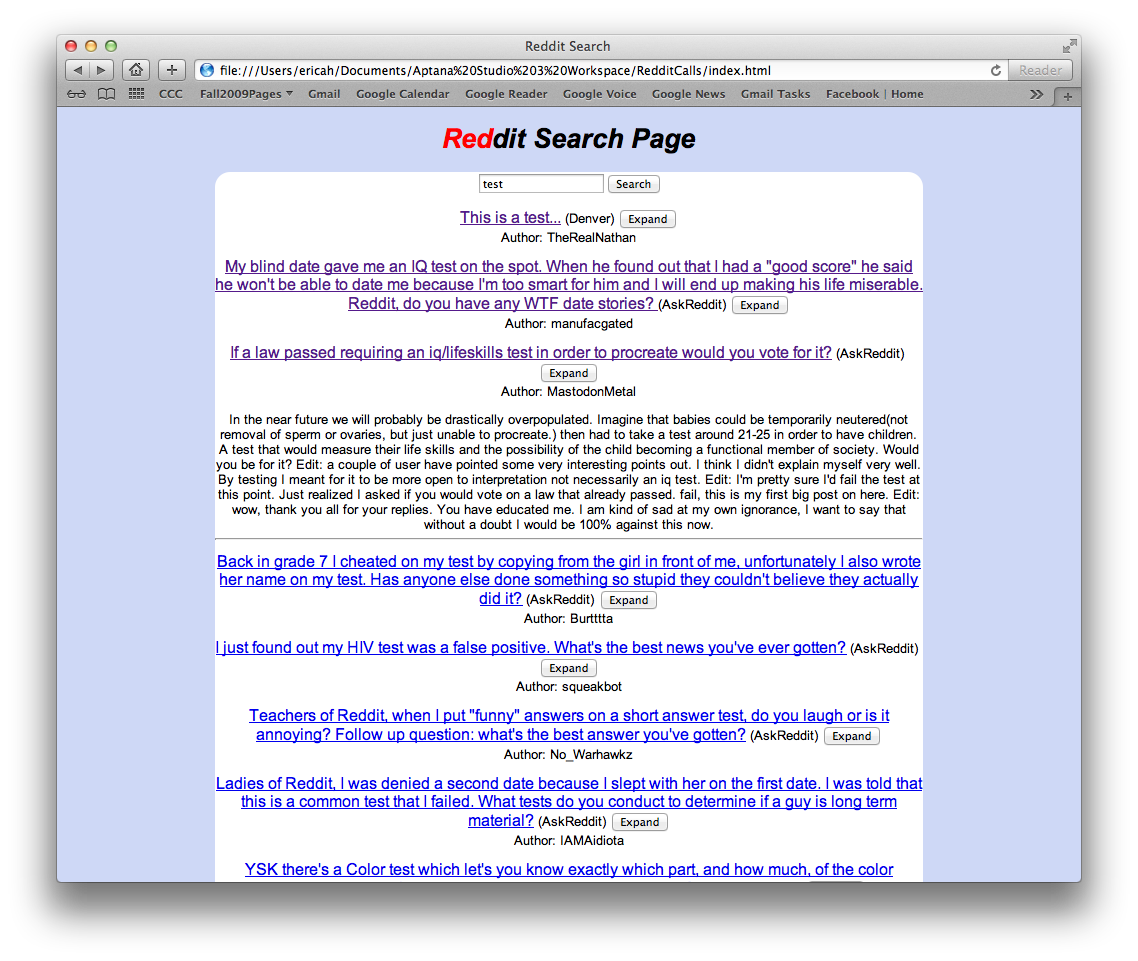 Reddit Search
file:///Users/ericah/Documents/Aptana%20Studio%203%20Workspace/RedditCalls/index.html
Reader
CCC Fall2009Pages Gmail Google Calendar Google Reader Google Voice Google News Gmail Tasks Facebook | Home
Reddit Search Page
test Search
This is a test... (Denver) Expand
Author: TheRealNathan
My blind date gave me an IQ test on the spot. When he found out that I had a "good score" he said
he won't be able to date me because I'm too smart for him and I will end up making his life miserable.
Reddit, do you have any WTF date stories? (AskReddit) Expand
Author: manufacgated
If a law passed requiring an iq/lifeskills test in order to procreate would you vote for it? (AskReddit)
Expand
Author: MastodonMetal
In the near future we will probably be drastically overpopulated. Imagine that babies could be temporarily neutered(not
removal of sperm or ovaries, but just unable to procreate.) then had to take a test around 21-25 in order to have children.
A test that would measure their life skills and the possibility of the child becoming a functional member of society. Would
you be for it? Edit: a couple of user have pointed some very interesting points out. I think I didn't explain myself very well.
By testing I meant for it to be more open to interpretation not necessarily an iq test. Edit: I'm pretty sure I'd fail the test at
this point. Just realized I asked if you would vote on a law that already passed. fail, this is my first big post on here. Edit:
wow, thank you all for your replies. You have educated me. I am kind of sad at my own ignorance, I want to say that
without a doubt I would be 100% against this now.
Back in grade 7 I cheated on my test by copying from the girl in front of me, unfortunately I also wrote
her name on my test. Has anyone else done something so stupid they couldn't believe they actually
did it? (AskReddit) Expand
Author: Burtttta
I just found out my HIV test was a false positive. What's the best news you've ever gotten? (AskReddit)
Expand
Author: squeakbot
Teachers of Reddit, when I put "funny" answers on a short answer test, do you laugh or is it
annoying? Follow up question: what's the best answer you've gotten? (AskReddit) Expand
Author: No_Warhawkz
Ladies of Reddit, I was denied a second date because I slept with her on the first date. I was told that
this is a common test that I failed. What tests do you conduct to determine if a guy is long term
material? (AskReddit) Expand
Author: IAMAidiota
YSK there's a Color test which let's you know exactly which part, and how much, of the color